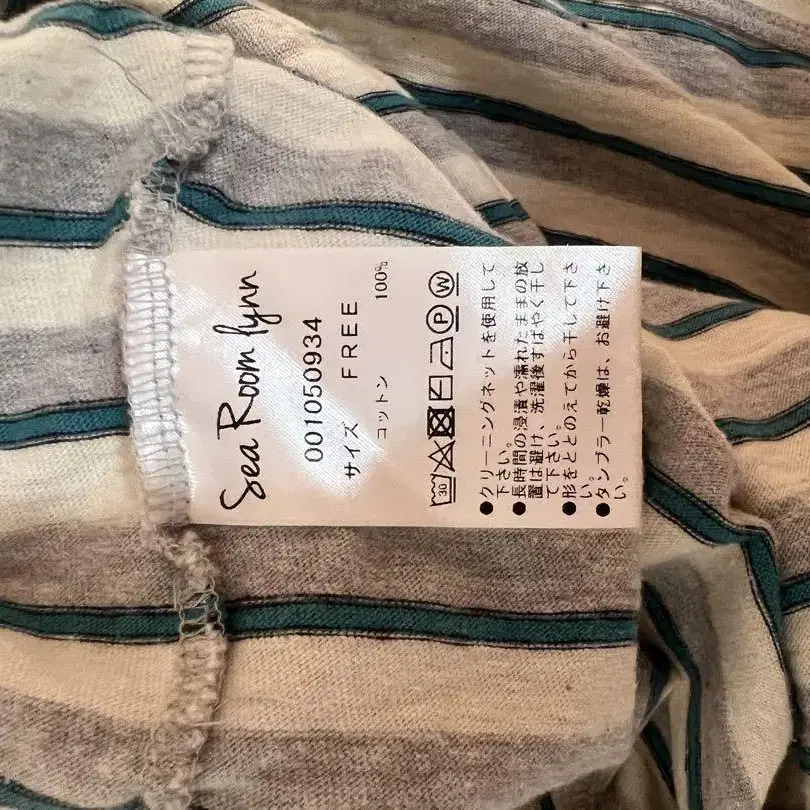 Sea Room lynn
001050934
サイズ FREE
コットン 100%
30 P W
●クリーニングネットを使用して
下さい。
●長時間の浸漬や濡れたままの放
置は避け、洗濯後すばやく干し
て下さい。
●形をととのえてから干して下さ
い。
●タンブラー乾燥は、お避け下さ
い。